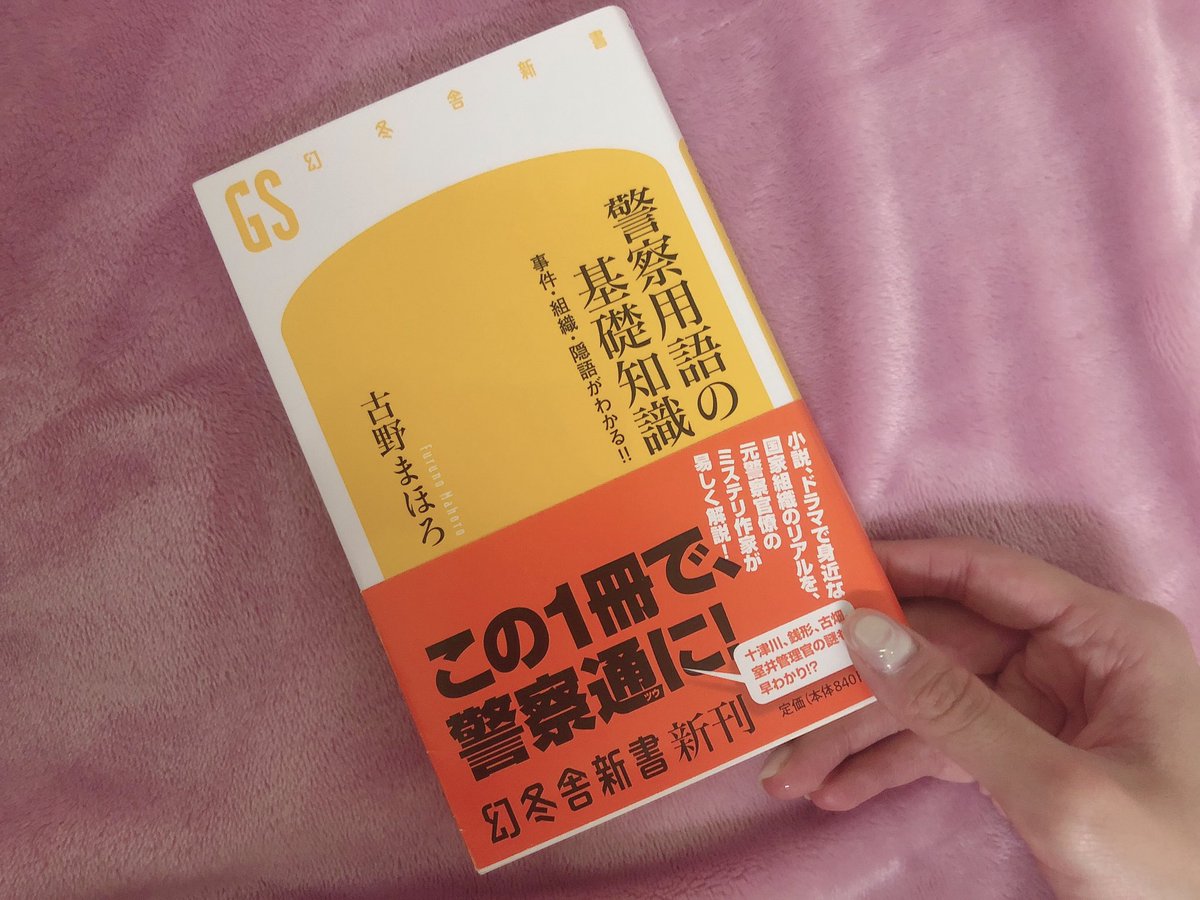 幻冬舎新書
GS
警察用語の
基礎知識
事件・組織・隠語がわかる!!
古野まほろ
Furuno Mahoro
小説、ドラマで身近な
国家組織のリアルを、
元警察官僚の
ミステリ作家が
易しく解説!
この1冊で、
警察通に!
ツウ
十津川、銭形、古畑、
室井管理官の謎も
早わかり!?
幻冬舎新書 新刊
定価(本体840